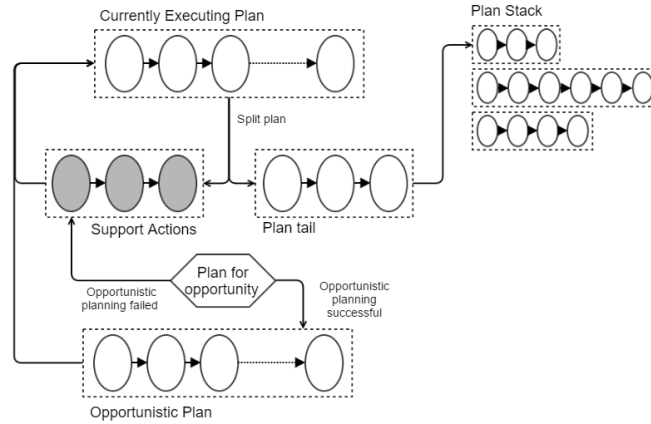 Currently Executing Plan
Plan Stack
Split plan
Support Actions
Plan tail
Plan for
opportunity
Opportunistic
planning failed
Opportunistic
planning
successful
Opportunistic Plan